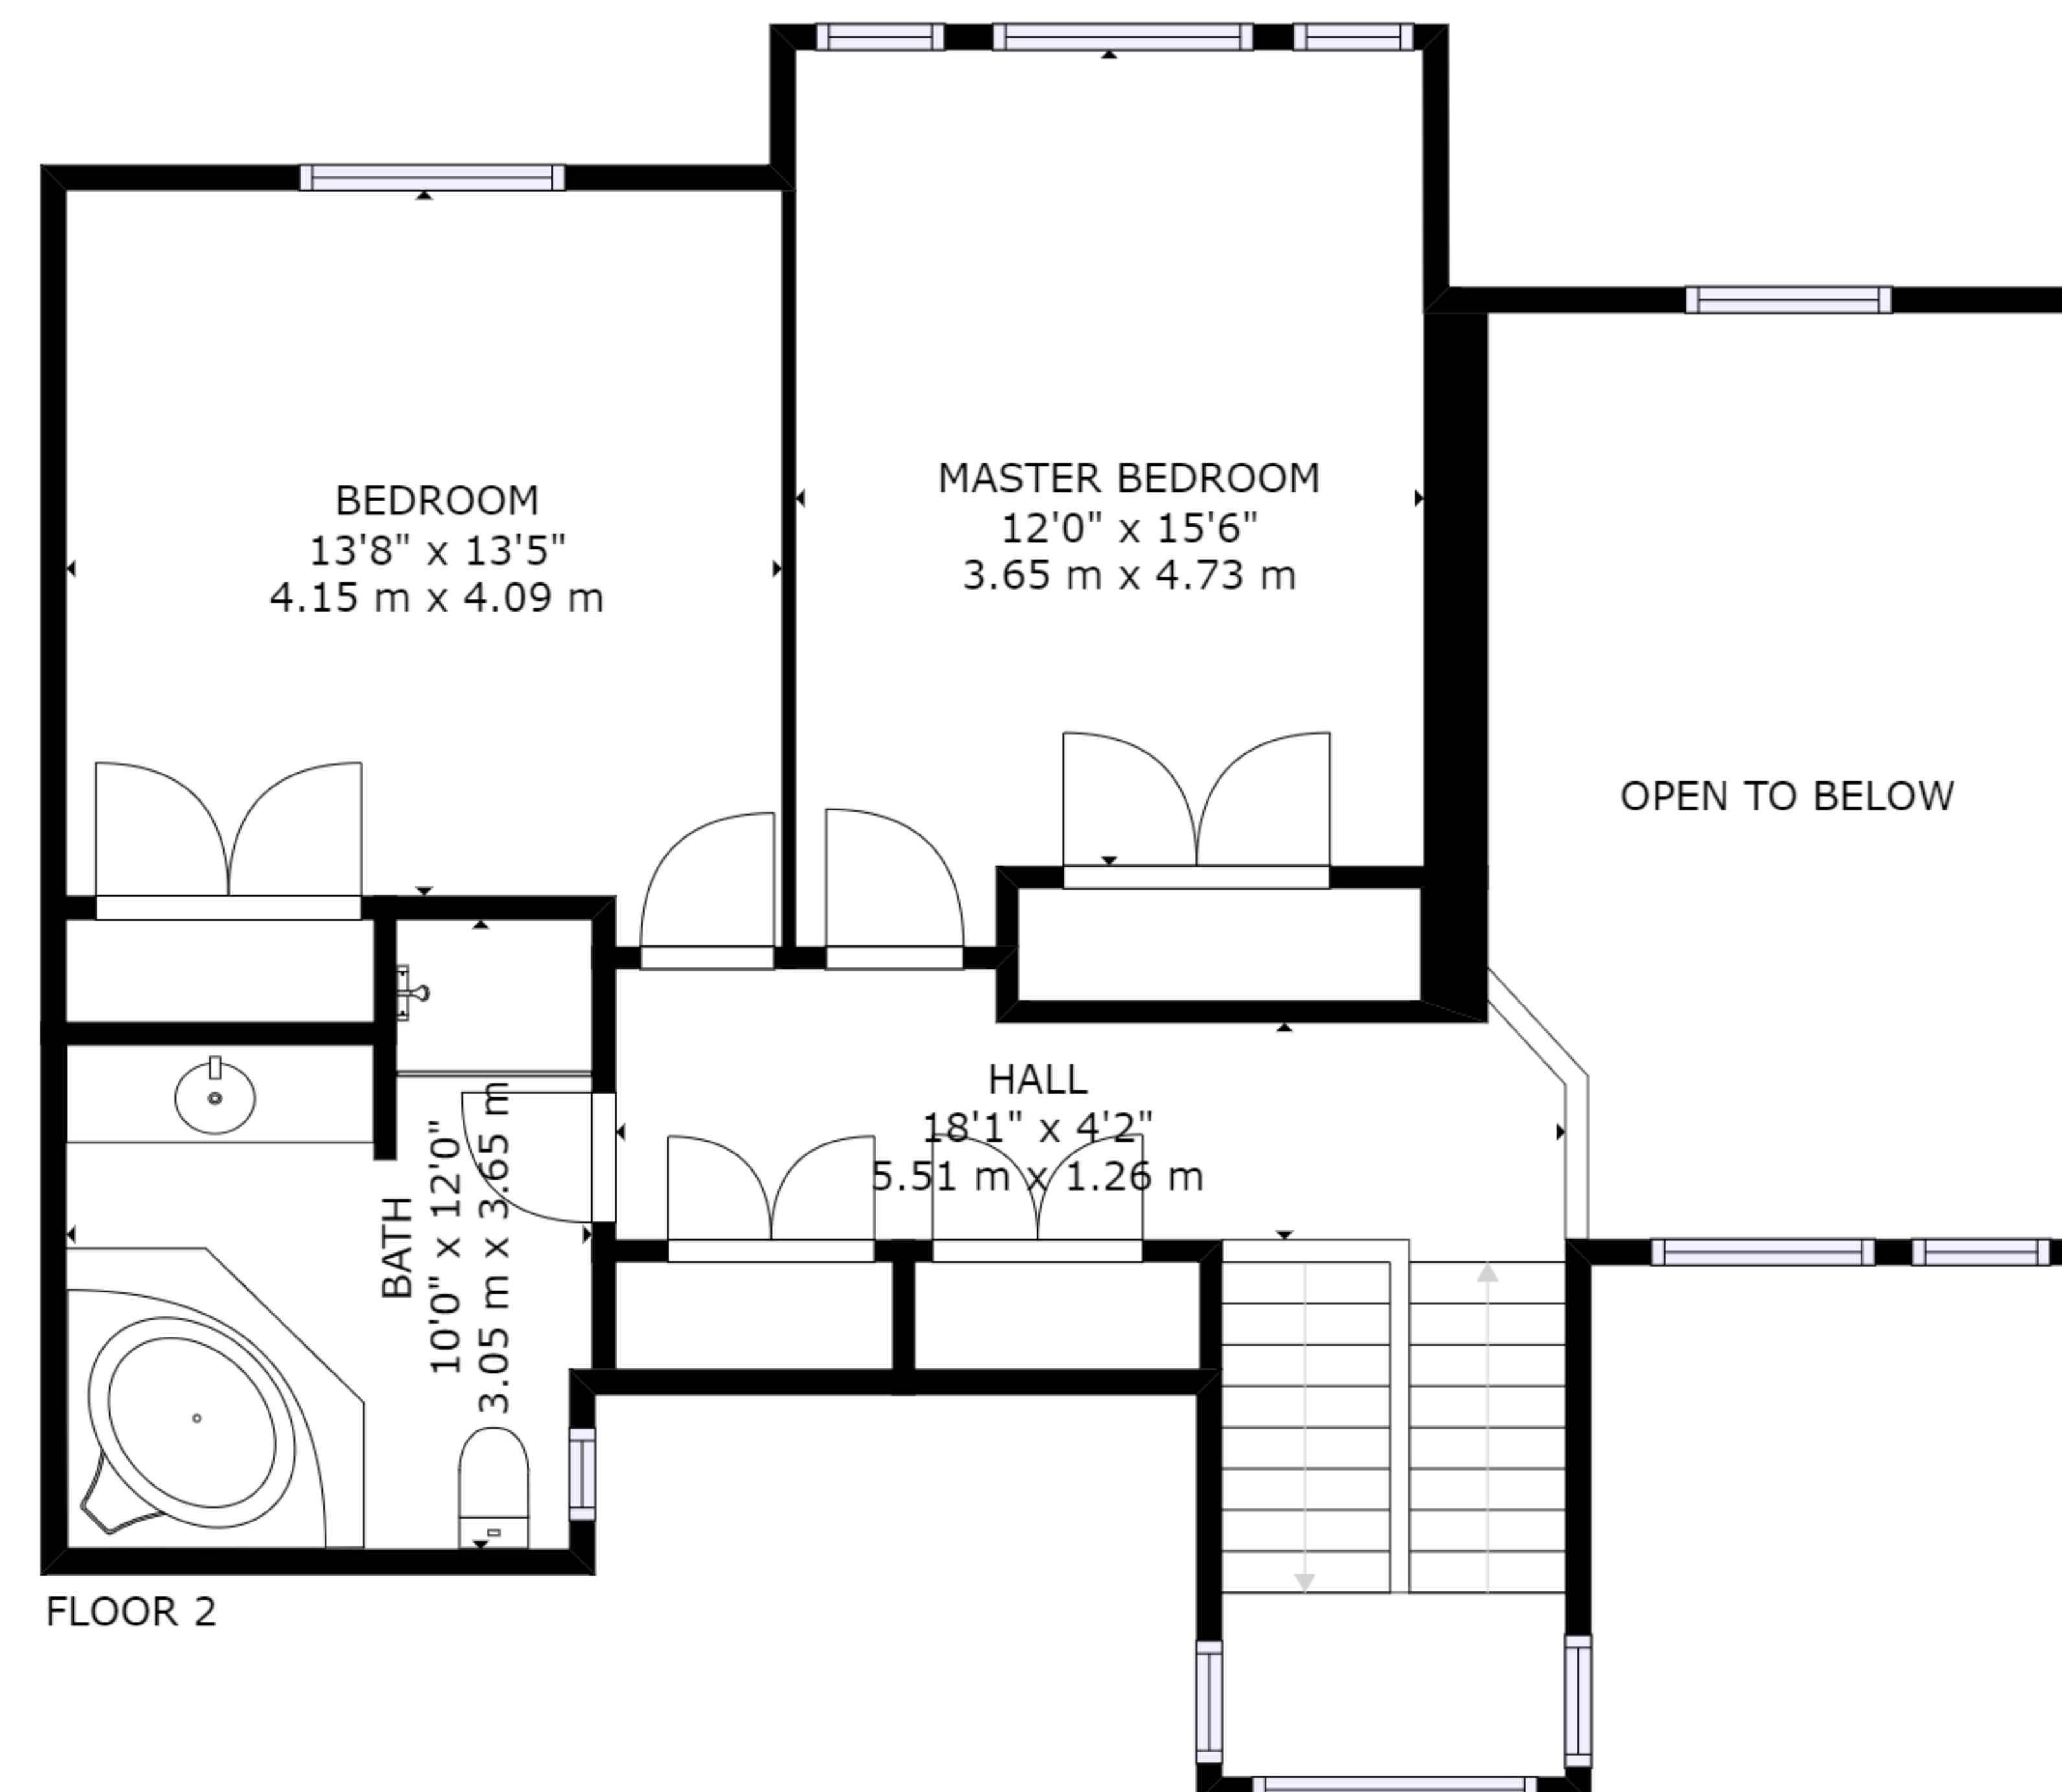 BEDROOM
13'8" x 13'5"
4.15 m x 4.09 m
MASTER BEDROOM
12'0" x 15'6"
3.65 m x 4.73 m
OPEN TO BELOW
HALL
18'1" x 4'2"
5.51 m x 1.26 m
BATH
10'0" x 12'0"
3.05 m x 3.65 m
FLOOR 2